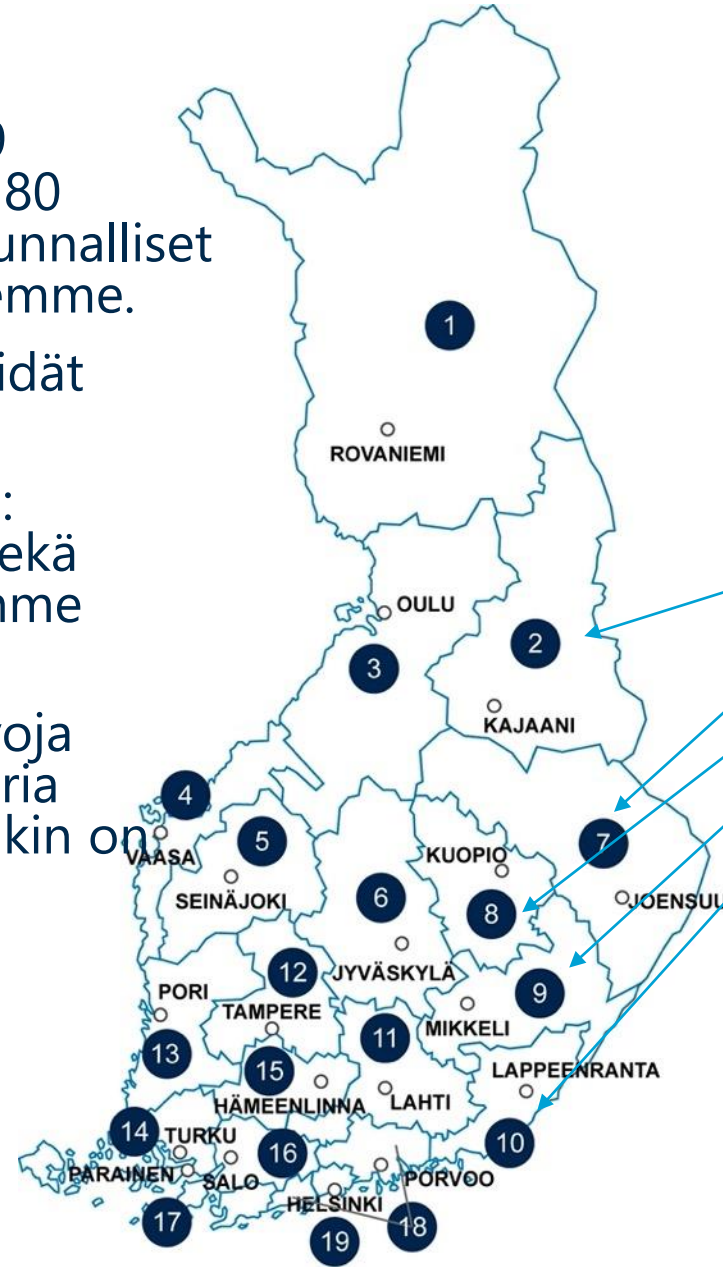 80
unnalliset
emme.
idät
:
ekä
nme
oja
ria
kin on
1
ROVANIEMI
OULU
2
3
KAJAANI
4
VAASA
5
SEINÄJOKI
6
KUOPIO
7
8
JOENSUU
JYVÄSKYLÄ
12
PORI
TAMPERE
9
MIKKELI
11
13
15
HÄMEENLINNA
LAHTI
LAPPEENRANTA
10
14
TURKU
PARAINEN
SALO
16
PORVOO
HELSINKI
17
19
18